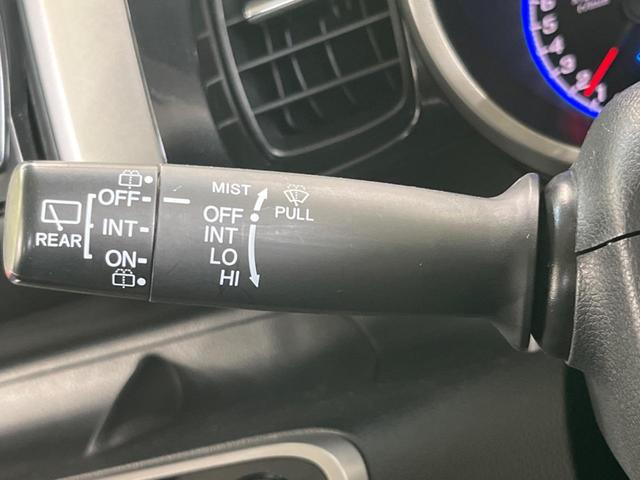 REAR
OFF
INT
ON
MIST
OFF
INT
LO
HI
PULL